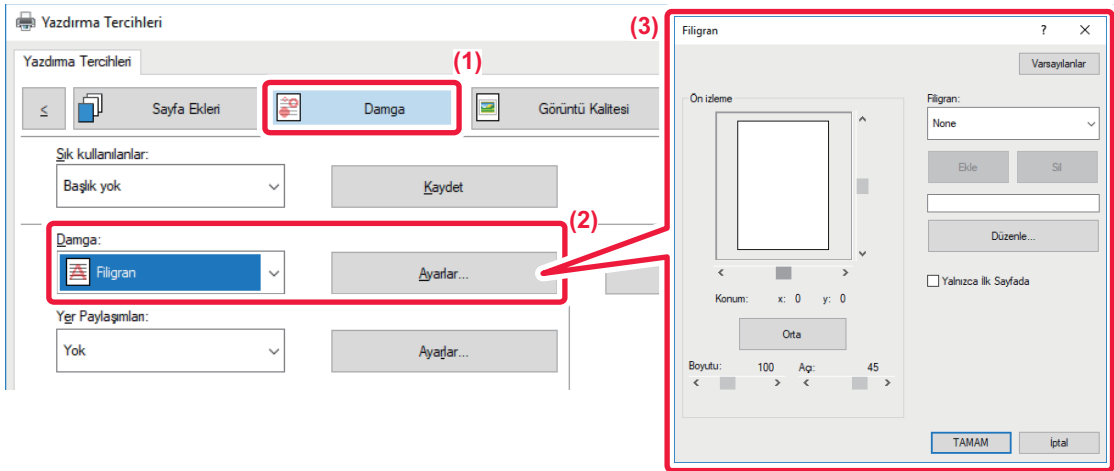 Yazdırma Tercihleri
Yazdırma Tercihleri
(1)
<
Sayfa Ekleri
Damga
Görüntü Kalitesi
Sık kullanılanlar:
Başlık yok
Kaydet
(2)
Damga:
Filigran
Ayarlar...
Yer Paylaşımları:
Yok
Ayarlar...
(3)
Filigran
? ×
Varsayılanlar
Ön izleme
Filigran:
None
Ekle
Sil
Düzenle...
Yalnızca İlk Sayfada
Konum: x: 0 y: 0
Orta
Boyutu: 100 Açı: 45
TAMAM
İptal